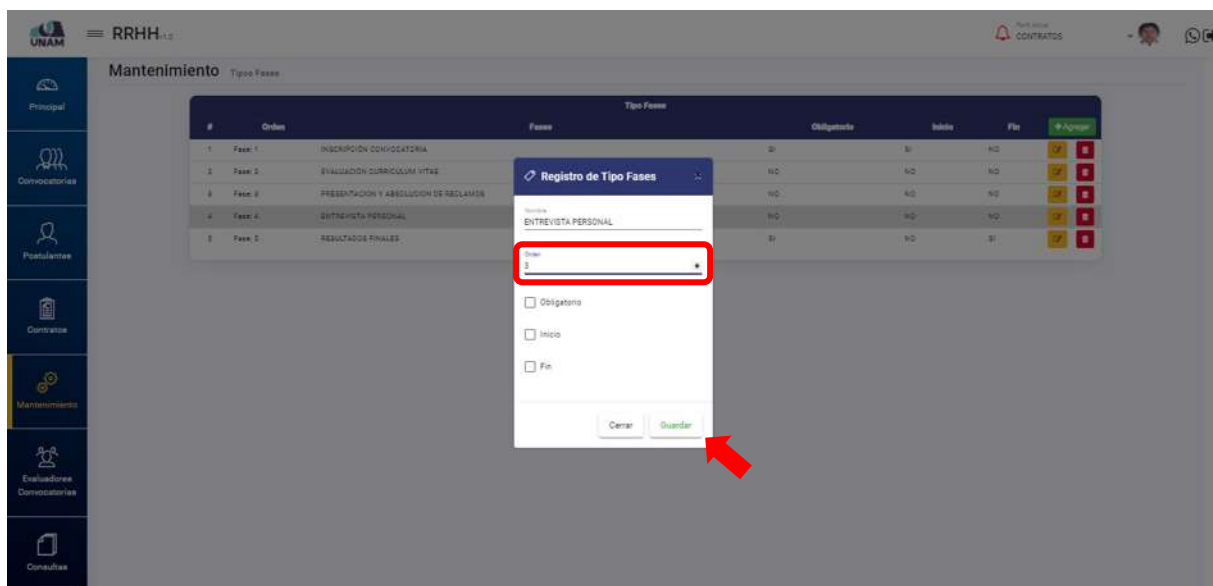 UNAM
RRHH v1.0
Perfil actual
CONTRATOS
Mantenimiento Tipos Fases
Principal
Convocatorias
Postulantes
Contratos
Mantenimiento
Evaluadores
Convocatorias
Consultas
Tipo Fases
# Orden Fases Obligatorio Inicio Fin Agregar
1 Fase: 1 INSCRIPCIÓN CONVOCATORIA SI SI NO
2 Fase: 2 EVALUACIÓN CURRICULUM VITAE NO NO NO
3 Fase: 3 PRESENTACION Y ABSOLUCION DE RECLAMOS NO NO NO
4 Fase: 4 ENTREVISTA PERSONAL NO NO NO
5 Fase: 5 RESULTADOS FINALES SI NO SI
Registro de Tipo Fases
Nombre
ENTREVISTA PERSONAL
Orden
3
Obligatorio
Inicio
Fin
Cerrar Guardar